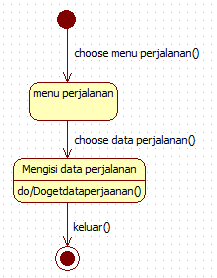 choose menu perjalanan()
menu perjalanan
choose data perjalanan()
Mengisi data perjalanan
do/Dogetdataperjaanan()
keluar()